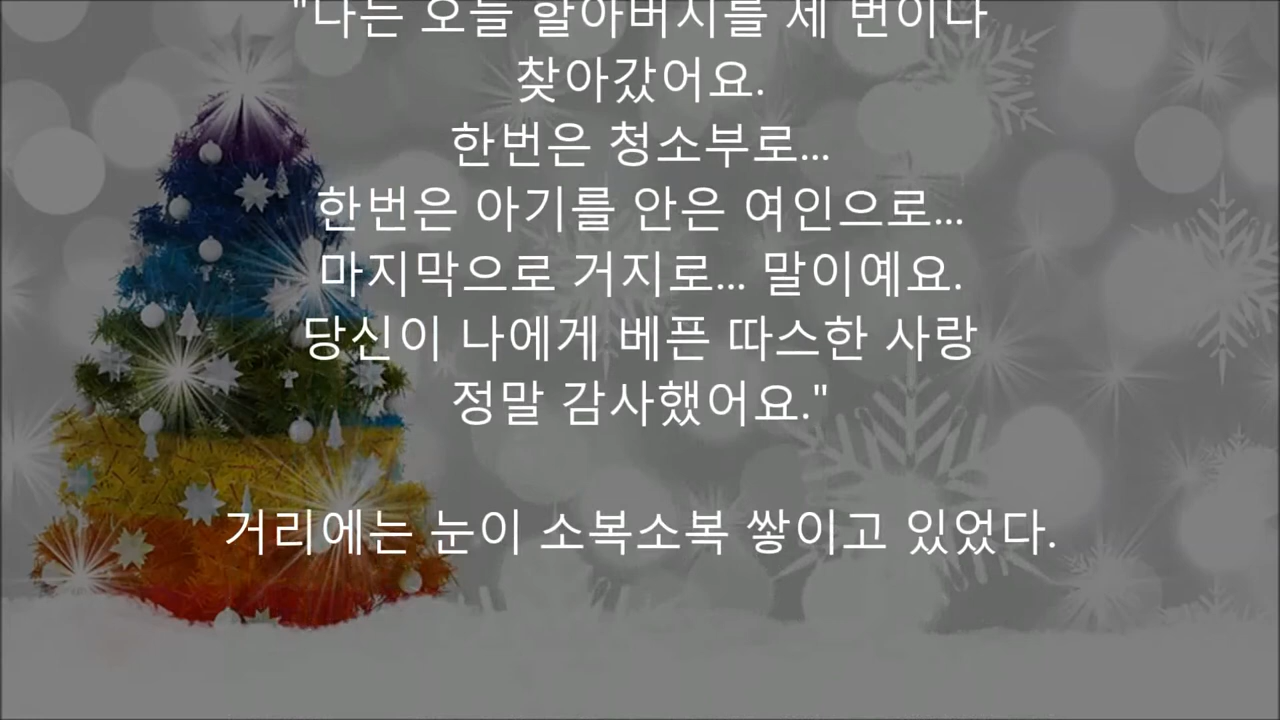 "나는 오늘 할아버지를 세 번이나
찾아갔어요.
한번은 청소부로...
한번은 아기를 안은 여인으로...
마지막으로 거지로... 말이예요.
당신이 나에게 베픈 따스한 사랑
정말 감사했어요."
거리에는 눈이 소복소복 쌓이고 있었다.